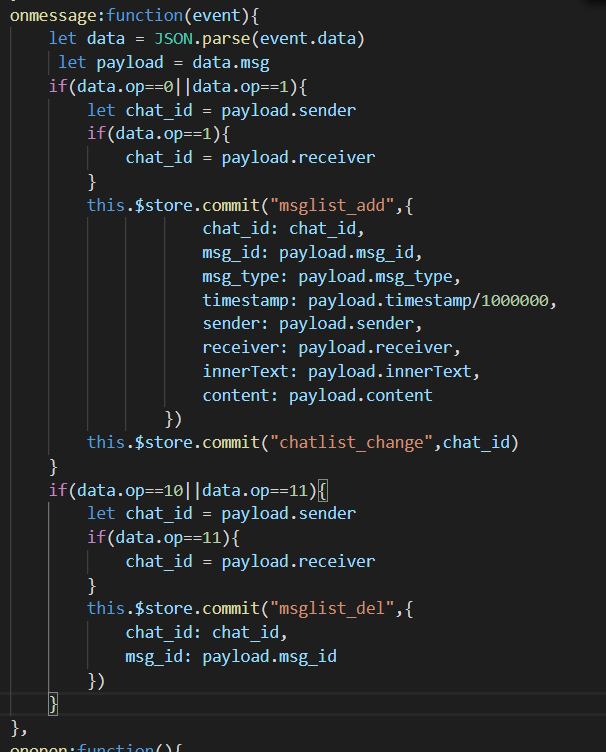 onmessage:function(event){
let data = JSON.parse(event.data)
let payload = data.msg
if(data.op==0||data.op==1){
let chat_id = payload.sender
if(data.op==1){
chat_id = payload.receiver
}
this.$store.commit("msglist_add",{
chat_id: chat_id,
msg_id: payload.msg_id,
msg_type: payload.msg_type,
timestamp: payload.timestamp/1000000,
sender: payload.sender,
receiver: payload.receiver,
innerText: payload.innerText,
content: payload.content
})
this.$store.commit("chatlist_change",chat_id)
}
if(data.op==10||data.op==11){
let chat_id = payload.sender
if(data.op==11){
chat_id = payload.receiver
}
this.$store.commit("msglist_del",{
chat_id: chat_id,
msg_id: payload.msg_id
})
}
},
onopen:function(){